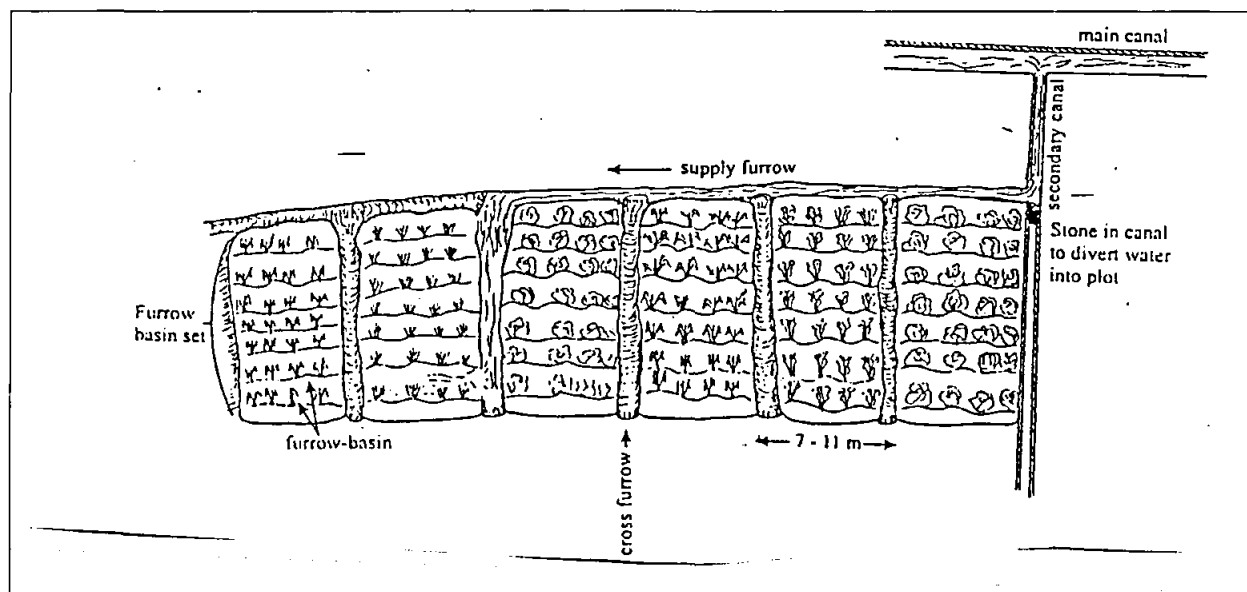 main canal
secondary canal
supply furrow
Stone in canal
to divert water
into plot
Furrow
basin set
furrow-basin
7 - 11 m
cross furrow